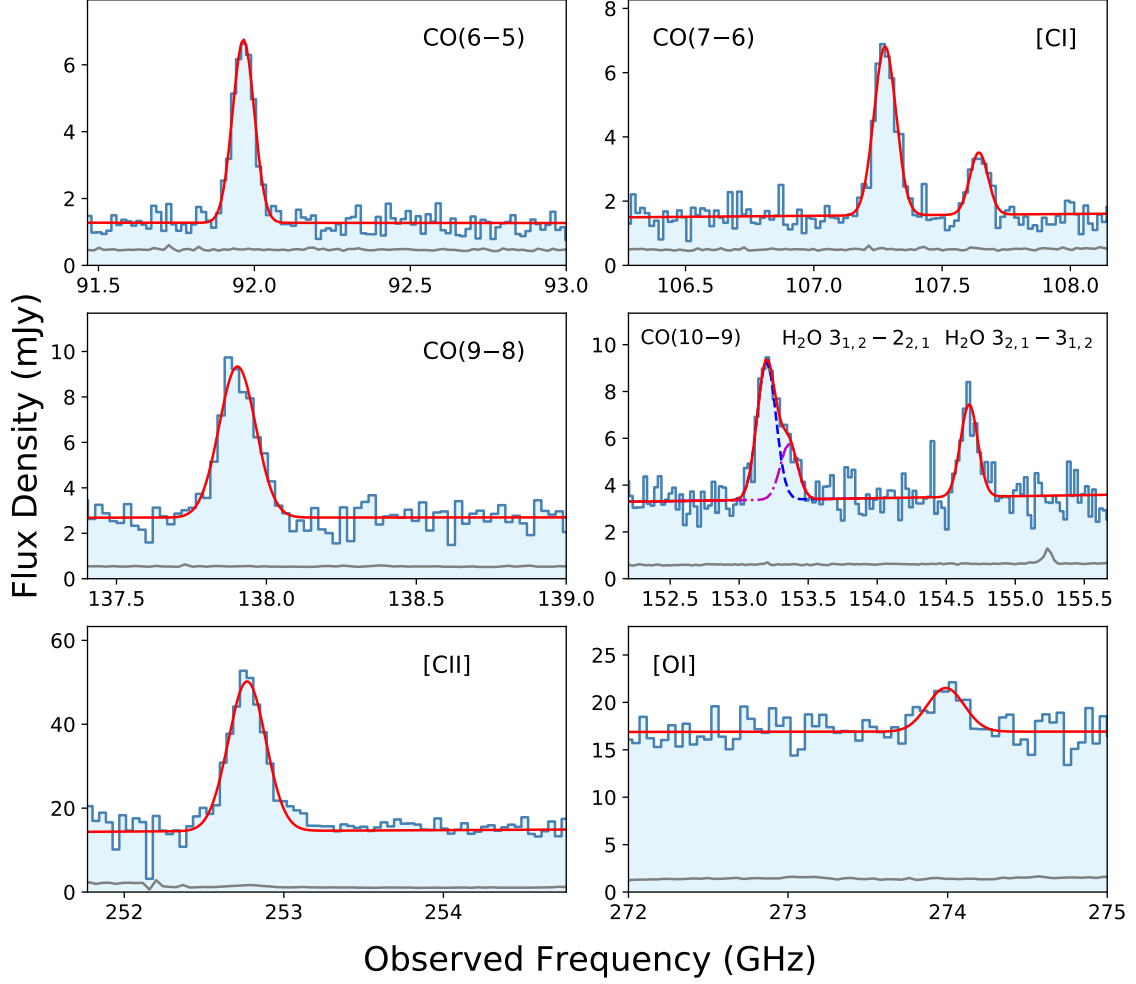 CO(6−5)
6
4
2
0
91.5 92.0 92.5 93.0
CO(7−6) [CI]
8
6
4
2
0
106.5 107.0 107.5 108.0
CO(9−8)
10
8
6
4
2
0
137.5 138.0 138.5 139.0
CO(10−9) H₂O 3₁,₂ − 2₂,₁ H₂O 3₂,₁ − 3₁,₂
10
8
6
4
2
0
152.5 153.0 153.5 154.0 154.5 155.0 155.5
[CII]
60
40
20
0
252 253 254
[OI]
25
20
15
10
5
0
272 273 274 275
Flux Density (mJy)
Observed Frequency (GHz)